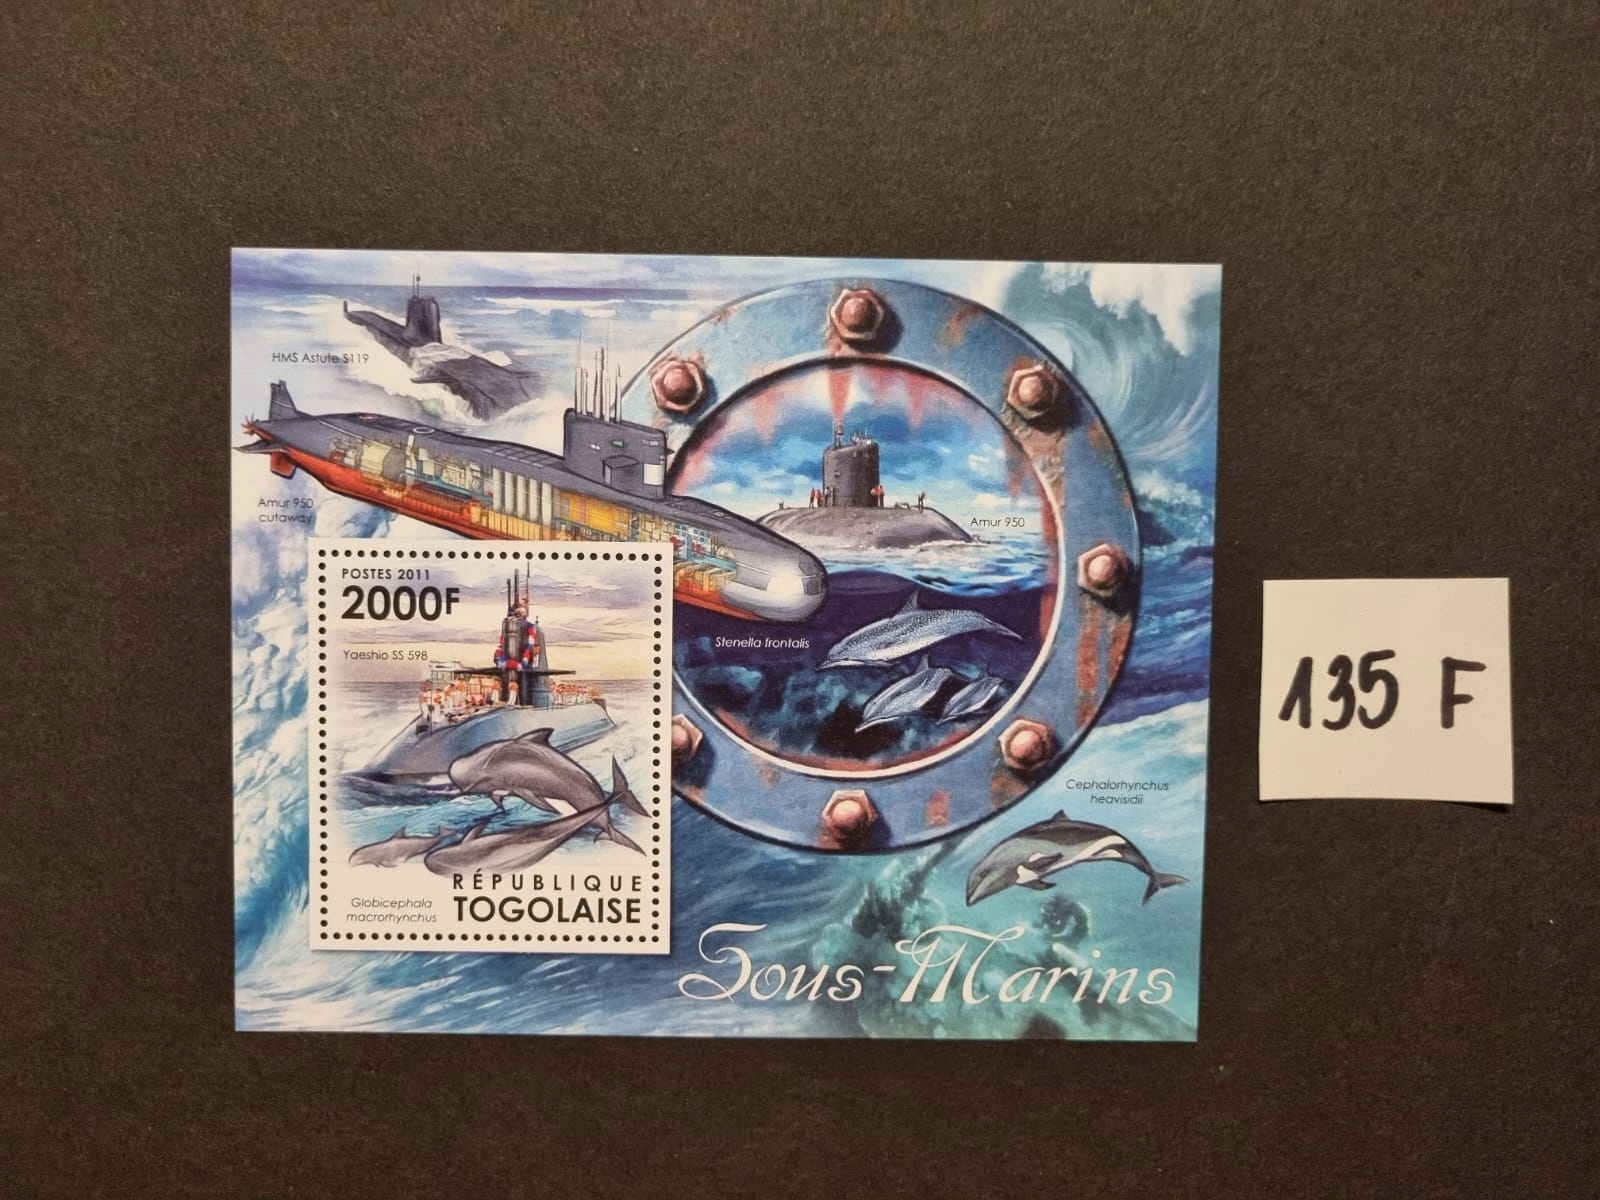 HMS Astute S119
Amur 950
cutaway
Amur 950
POSTES 2011
2000F
Yaeshio SS 598
Stenella frontalis
Cephalorhynchus
heavisidii
RÉPUBLIQUE
TOGOLAISE
Globicephala
macrorhynchus
Sous-Marins
135 F